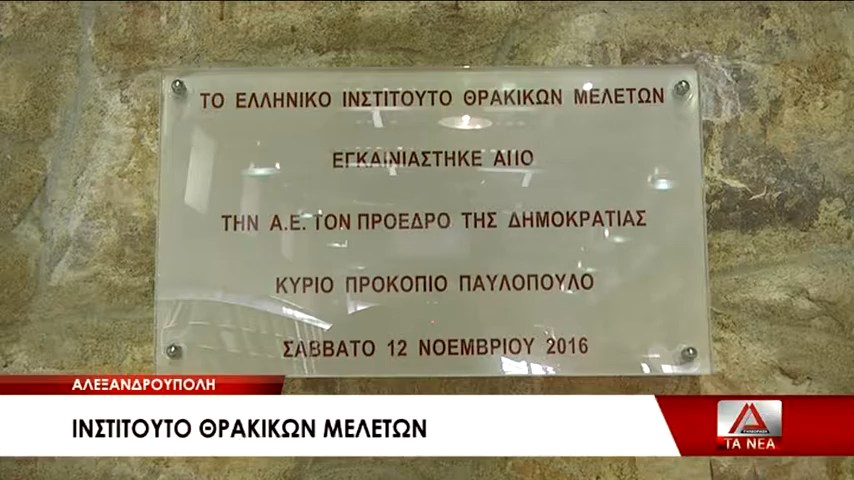 ΤΟ ΕΛΛΗΝΙΚΟ ΙΝΣΤΙΤΟΥΤΟ ΘΡΑΚΙΚΩΝ ΜΕΛΕΤΩΝ
ΕΓΚΑΙΝΙΑΣΤΗΚΕ ΑΠΟ
ΤΗΝ Α.Ε. ΤΟΝ ΠΡΟΕΔΡΟ ΤΗΣ ΔΗΜΟΚΡΑΤΙΑΣ
ΚΥΡΙΟ ΠΡΟΚΟΠΙΟ ΠΑΥΛΟΠΟΥΛΟ
ΣΑΒΒΑΤΟ 12 ΝΟΕΜΒΡΙΟΥ 2016
ΑΛΕΞΑΝΔΡΟΥΠΟΛΗ
ΙΝΣΤΙΤΟΥΤΟ ΘΡΑΚΙΚΩΝ ΜΕΛΕΤΩΝ
ΤΑ ΝΕΑ